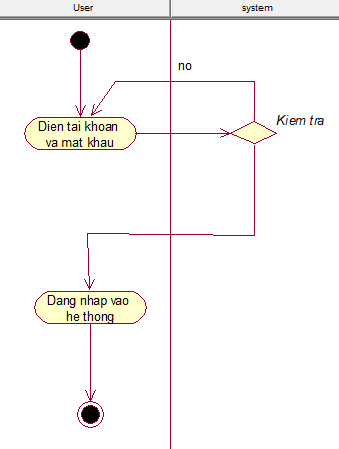 User
system
no
Dien tai khoan
va mat khau
Kiem tra
Dang nhap vao
he thong